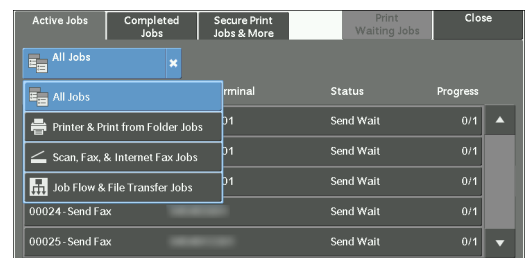 Active Jobs
Completed
Jobs
Secure Print
Jobs & More
Print
Waiting Jobs
Close
All Jobs
rminal Status Progress
All Jobs
01 Send Wait 0/1
Printer & Print from Folder Jobs
01 Send Wait 0/1
Scan, Fax, & Internet Fax Jobs
01 Send Wait 0/1
Job Flow & File Transfer Jobs
00024 - Send Fax Send Wait 0/1
00025 - Send Fax Send Wait 0/1